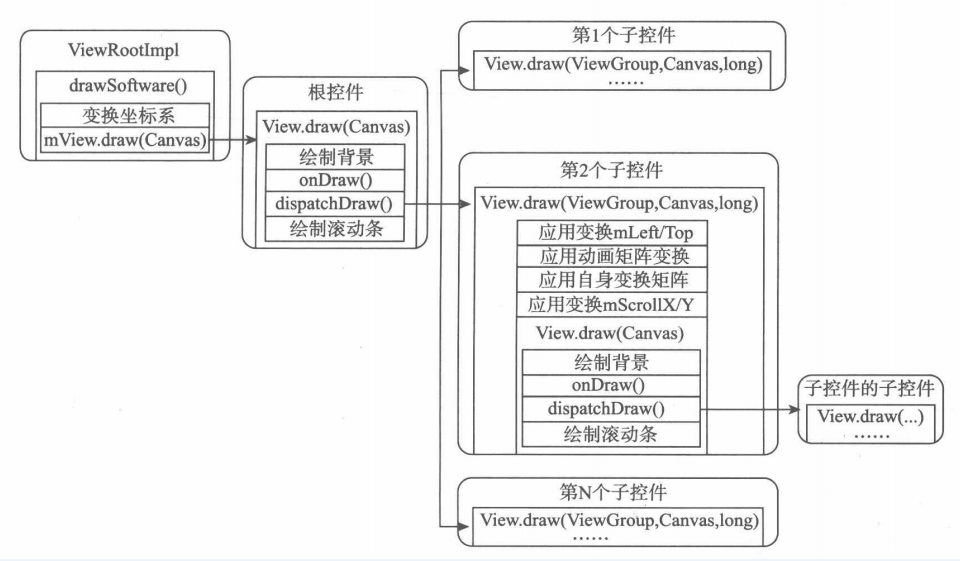 ViewRootImpl
drawSoftware()
变换坐标系
mView.draw(Canvas)
根控件
View.draw(Canvas)
绘制背景
onDraw()
dispatchDraw()
绘制滚动条
第1个子控件
View.draw(ViewGroup,Canvas,long)
……
第2个子控件
View.draw(ViewGroup,Canvas,long)
应用变换mLeft/Top
应用动画矩阵变换
应用自身变换矩阵
应用变换mScrollX/Y
View.draw(Canvas)
绘制背景
onDraw()
dispatchDraw()
绘制滚动条
子控件的子控件
View.draw(...)
……
第N个子控件
View.draw(ViewGroup,Canvas,long)
……